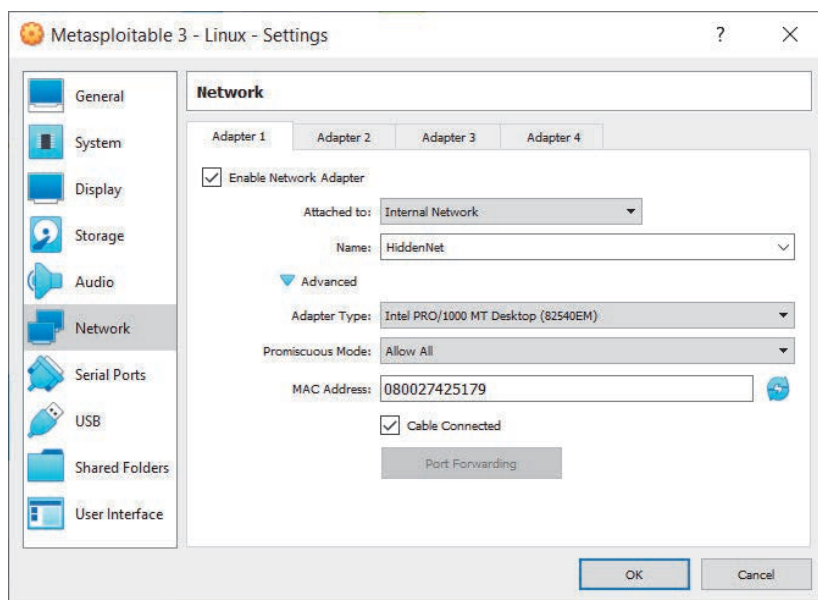 Metasploitable 3 - Linux - Settings
?
General
System
Display
Storage
Audio
Network
Serial Ports
USB
Shared Folders
User Interface
Network
Adapter 1 Adapter 2 Adapter 3 Adapter 4
Enable Network Adapter
Attached to: Internal Network
Name: HiddenNet
Advanced
Adapter Type: Intel PRO/1000 MT Desktop (82540EM)
Promiscuous Mode: Allow All
MAC Address: 080027425179
Cable Connected
Port Forwarding
OK Cancel